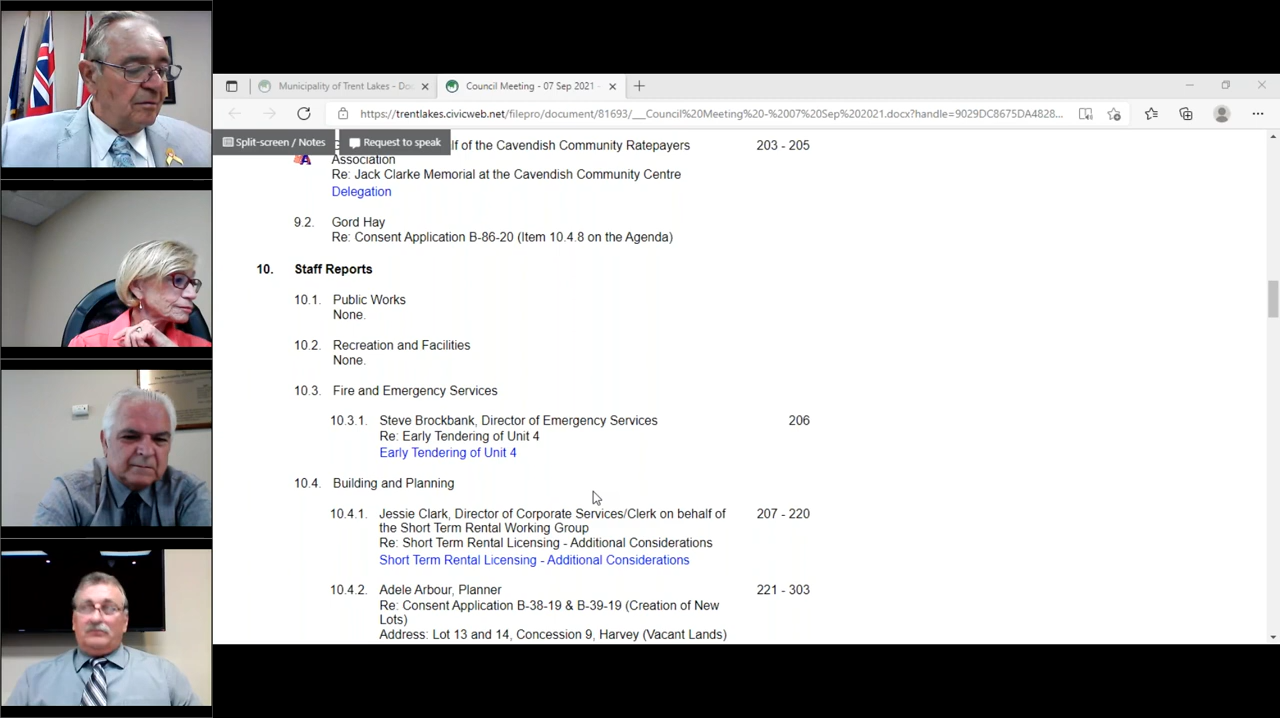 Municipality of Trent Lakes - Doc
Council Meeting - 07 Sep 2021
https://trentlakes.civicweb.net/filepro/document/81693/__Council%20Meeting%20-%2007%20Sep%202021.docx?handle=9029DC8675DA4828...
Split-screen / Notes
Request to speak
lf of the Cavendish Community Ratepayers 203 - 205
Association
Re: Jack Clarke Memorial at the Cavendish Community Centre
Delegation
9.2. Gord Hay
Re: Consent Application B-86-20 (Item 10.4.8 on the Agenda)
10. Staff Reports
10.1. Public Works
None.
10.2. Recreation and Facilities
None.
10.3. Fire and Emergency Services
10.3.1. Steve Brockbank, Director of Emergency Services 206
Re: Early Tendering of Unit 4
Early Tendering of Unit 4
10.4. Building and Planning
10.4.1. Jessie Clark, Director of Corporate Services/Clerk on behalf of 207 - 220
the Short Term Rental Working Group
Re: Short Term Rental Licensing - Additional Considerations
Short Term Rental Licensing - Additional Considerations
10.4.2. Adele Arbour, Planner 221 - 303
Re: Consent Application B-38-19 & B-39-19 (Creation of New
Lots)
Address: Lot 13 and 14, Concession 9, Harvey (Vacant Lands)